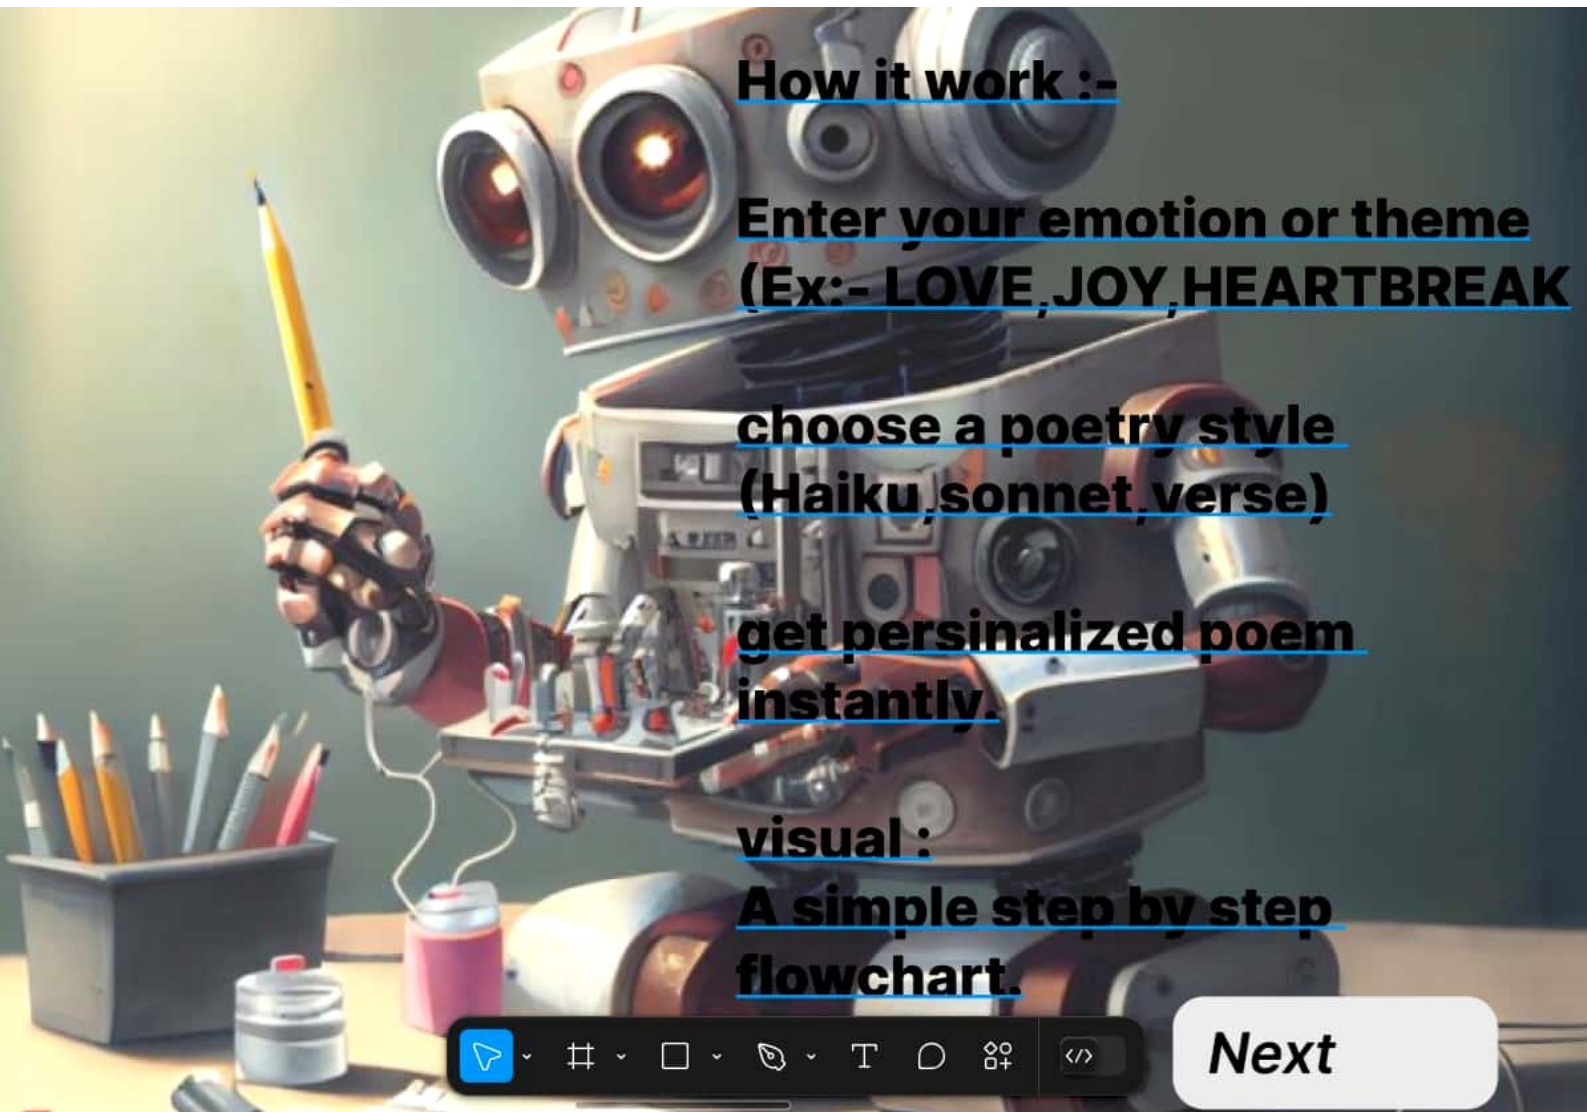 How it work :-
Enter your emotion or theme
(Ex:- LOVE,JOY,HEARTBREAK
choose a poetry style
(Haiku,sonnet,verse)
get persinalized poem
instantly.
visual :
A simple step by step
flowchart.
Next